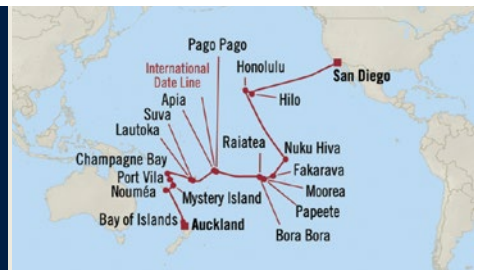 Pago Pago
Honolulu
International
Date Line
San Diego
Apia
Hilo
Suva
Lautoka
Raiatea
Nuku Hiva
Champagne Bay
Fakarava
Port Vila
Moorea
Nouméa
Mystery Island
Papeete
Bay of Islands
Auckland
Bora Bora